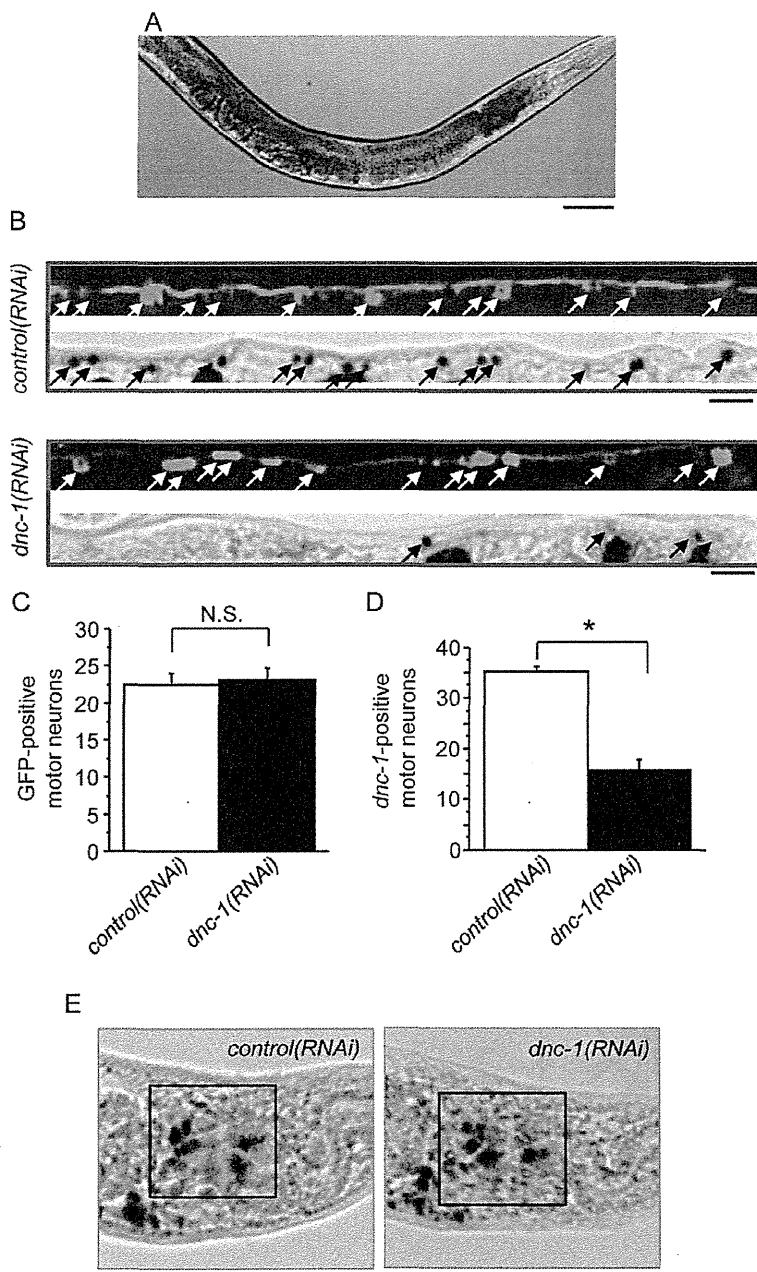 A
B
control(RNAi)
dnc-1(RNAi)
C
D
N.S.
*
30
25
20
15
10
5
0
GFP-positive
motor neurons
control(RNAi)
dnc-1(RNAi)
40
30
20
10
0
dnc-1-positive
motor neurons
control(RNAi)
dnc-1(RNAi)
E
control(RNAi)
dnc-1(RNAi)